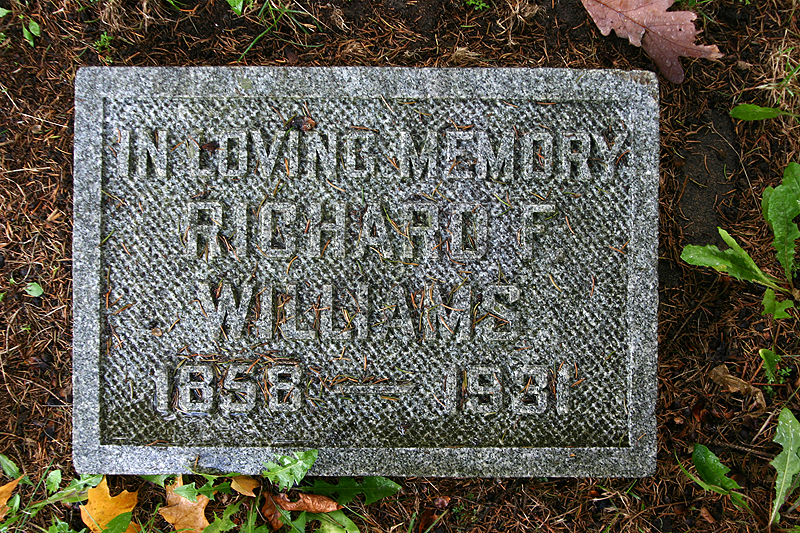 IN LOVING MEMORY
RICHARD F
WILLIAMS
1858 — 1931